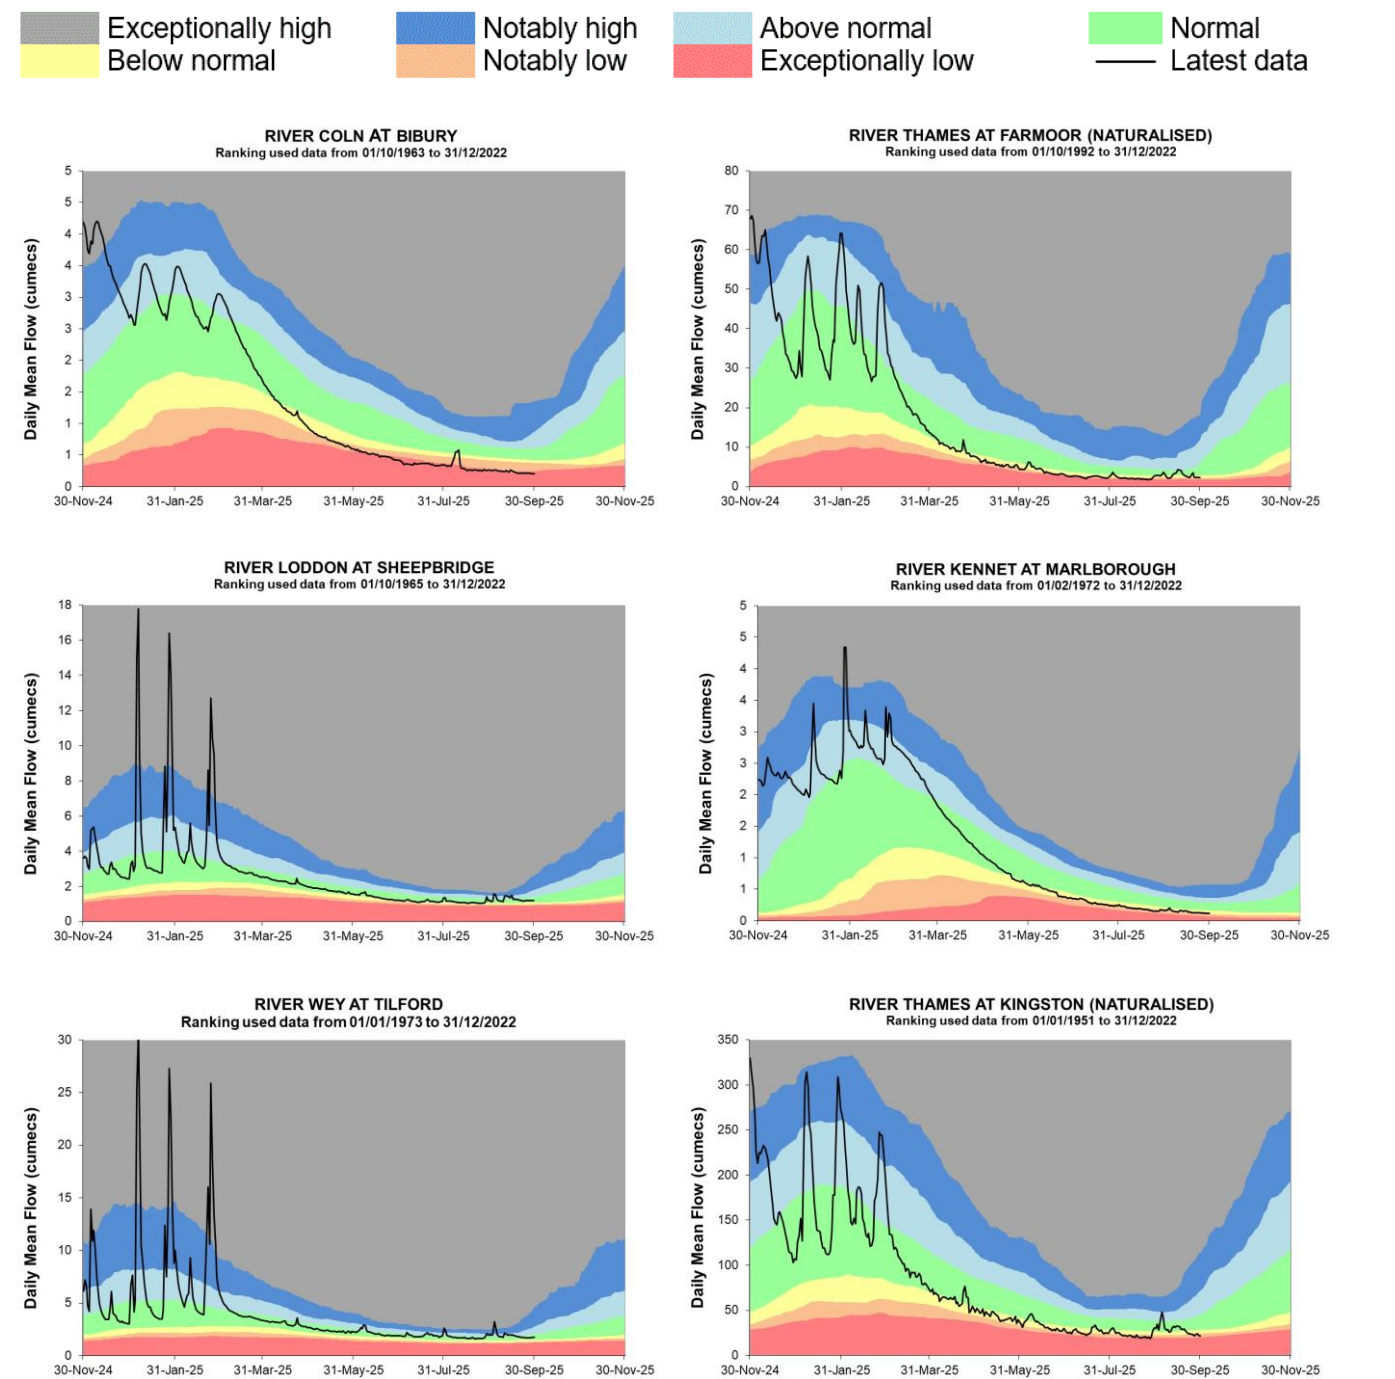 Exceptionally high Notably high Above normal Normal
Below normal Notably low Exceptionally low Latest data
RIVER COLN AT BIBURY
Ranking used data from 01/10/1963 to 31/12/2022
Daily Mean Flow (cumecs)
5
5
4
4
3
3
2
2
1
1
0
30-Nov-24 31-Jan-25 31-Mar-25 31-May-25 31-Jul-25 30-Sep-25 30-Nov-25
RIVER THAMES AT FARMOOR (NATURALISED)
Ranking used data from 01/10/1992 to 31/12/2022
Daily Mean Flow (cumecs)
80
70
60
50
40
30
20
10
0
30-Nov-24 31-Jan-25 31-Mar-25 31-May-25 31-Jul-25 30-Sep-25 30-Nov-25
RIVER LODDON AT SHEEPBRIDGE
Ranking used data from 01/10/1965 to 31/12/2022
Daily Mean Flow (cumecs)
18
16
14
12
10
8
6
4
2
0
30-Nov-24 31-Jan-25 31-Mar-25 31-May-25 31-Jul-25 30-Sep-25 30-Nov-25
RIVER KENNET AT MARLBOROUGH
Ranking used data from 01/02/1972 to 31/12/2022
Daily Mean Flow (cumecs)
5
5
4
4
3
3
2
2
1
1
0
30-Nov-24 31-Jan-25 31-Mar-25 31-May-25 31-Jul-25 30-Sep-25 30-Nov-25
RIVER WEY AT TILFORD
Ranking used data from 01/01/1973 to 31/12/2022
Daily Mean Flow (cumecs)
30
25
20
15
10
5
0
30-Nov-24 31-Jan-25 31-Mar-25 31-May-25 31-Jul-25 30-Sep-25 30-Nov-25
RIVER THAMES AT KINGSTON (NATURALISED)
Ranking used data from 01/01/1951 to 31/12/2022
Daily Mean Flow (cumecs)
350
300
250
200
150
100
50
0
30-Nov-24 31-Jan-25 31-Mar-25 31-May-25 31-Jul-25 30-Sep-25 30-Nov-25